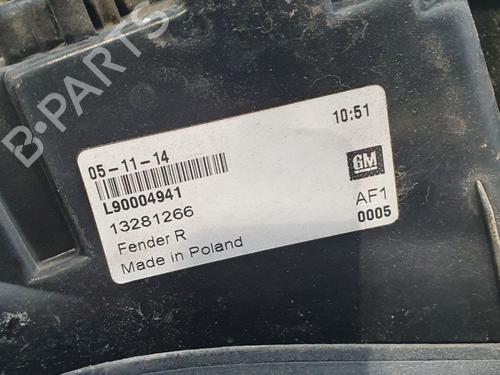 B-PARTS
05-11-14
10:51
L90004941
GM
13281266
AF1
Fender R
0005
Made in Poland